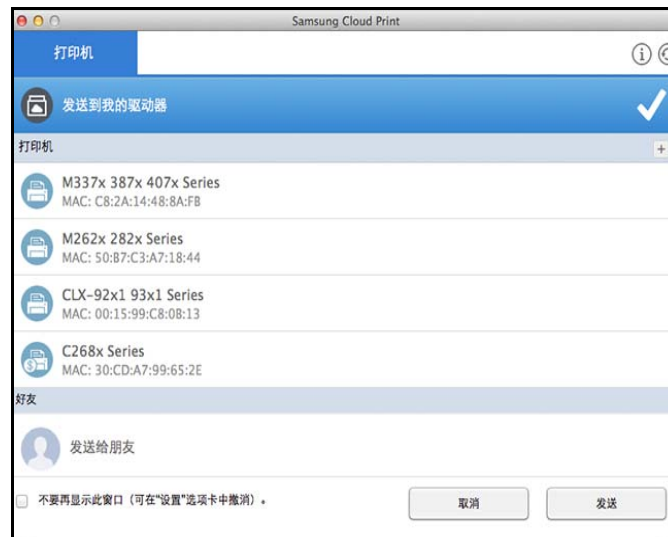 Samsung Cloud Print
打印机
发送到我的驱动器
打印机
M337x 387x 407x Series
MAC: C8:2A:14:48:8A:FB
M262x 282x Series
MAC: 50:B7:C3:A7:18:44
CLX-92x1 93x1 Series
MAC: 00:15:99:C8:0B:13
C268x Series
MAC: 30:CD:A7:99:65:2E
好友
发送给朋友
不要再显示此窗口（可在"设置"选项卡中撤消）。
取消
发送